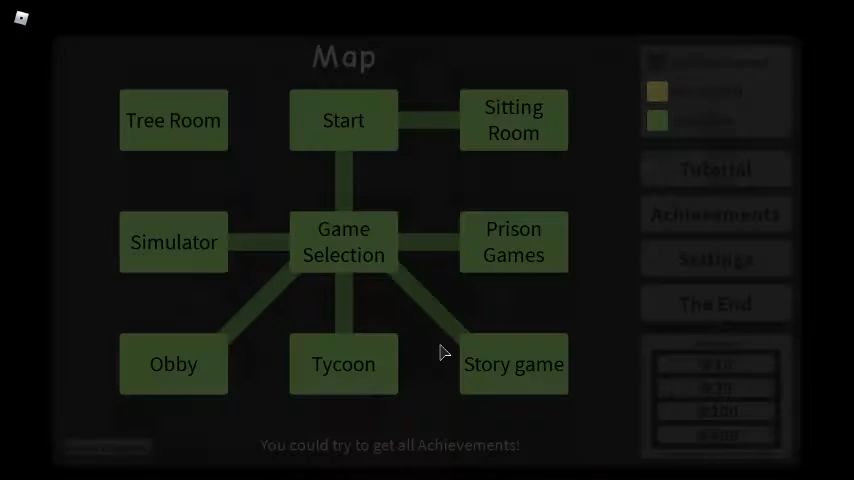 Map
Tree Room
Start
Sitting
Room
Simulator
Game
Selection
Prison
Games
Obby
Tycoon
Story game
You could try to get all Achievements!
Tutorial
Achievements
Settings
The End